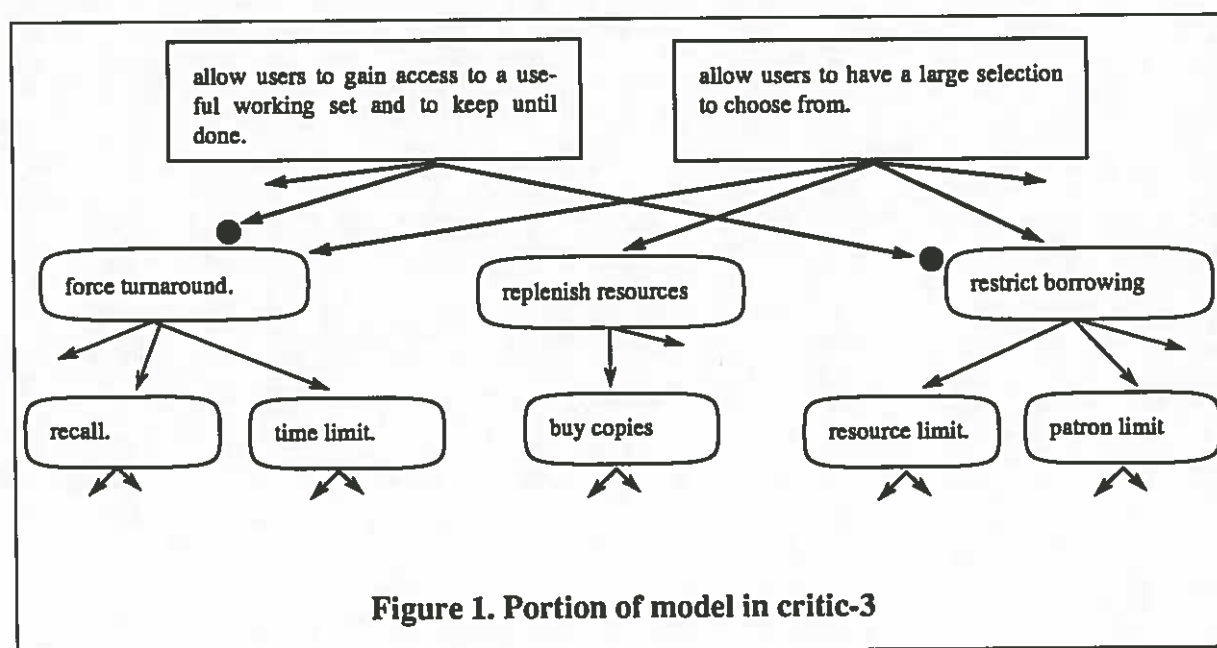 allow users to gain access to a use-
ful working set and to keep until
done.
allow users to have a large selection
to choose from.
force turnaround.
replenish resources
restrict borrowing
recall.
time limit.
buy copies
resource limit.
patron limit
Figure 1. Portion of model in critic-3